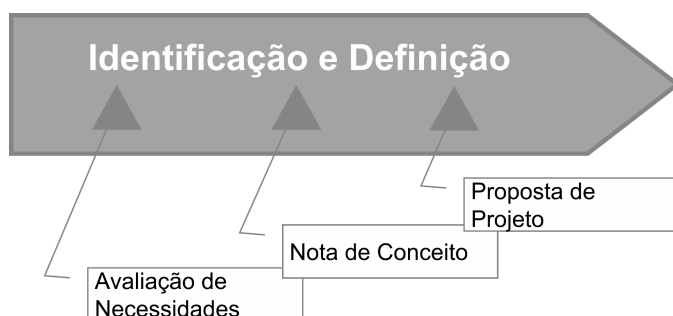 Identificação e Definição
Proposta de
Projeto
Nota de Conceito
Avaliação de
Necessidades